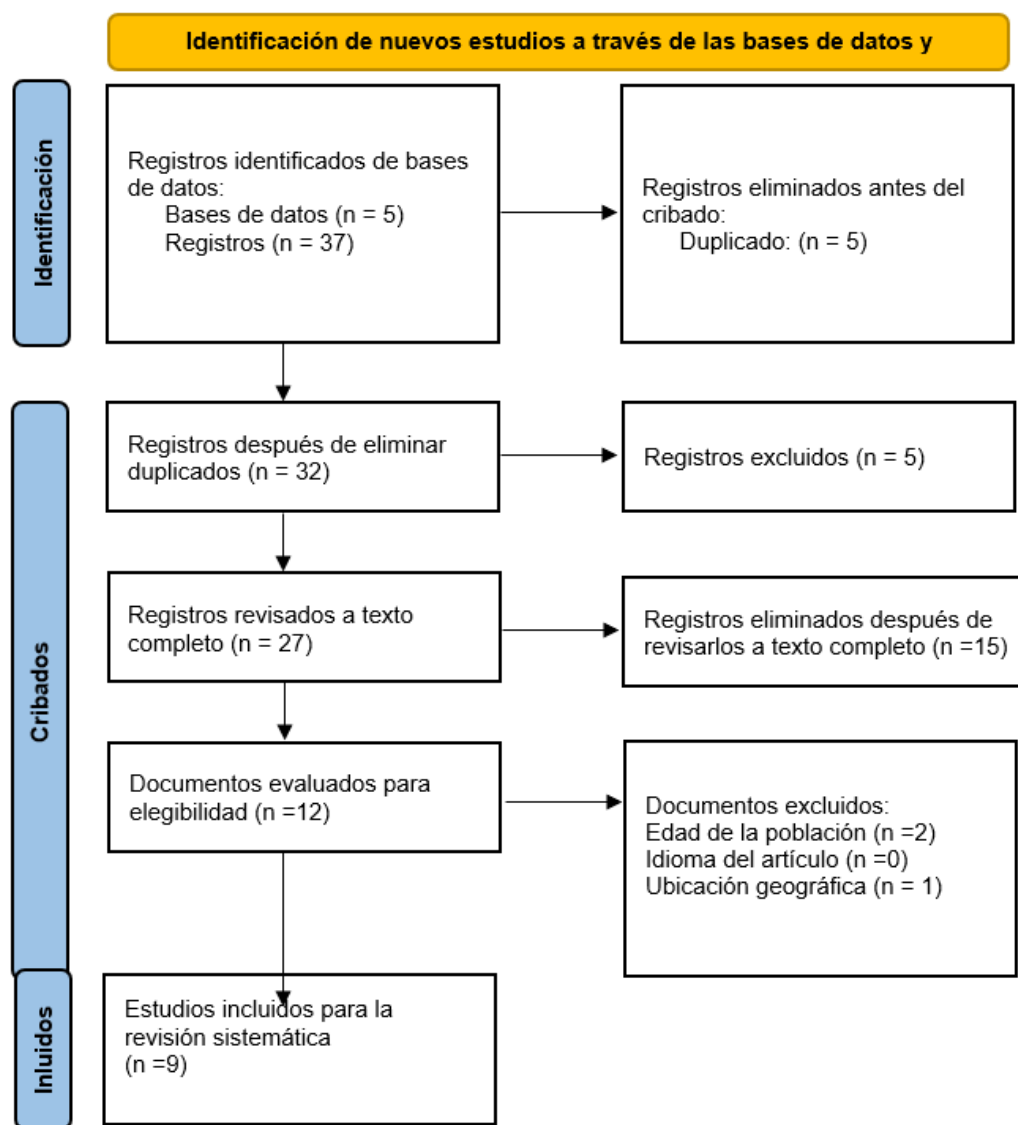 Identificación de nuevos estudios a través de las bases de datos y
Identificación
Registros identificados de bases
de datos:
Bases de datos (n = 5)
Registros (n = 37)
Registros eliminados antes del
cribado:
Duplicado: (n = 5)
Cribados
Registros después de eliminar
duplicados (n = 32)
Registros excluidos (n = 5)
Registros revisados a texto
completo (n = 27)
Registros eliminados después de
revisarlos a texto completo (n =15)
Documentos evaluados para
elegibilidad (n =12)
Documentos excluidos:
Edad de la población (n =2)
Idioma del artículo (n =0)
Ubicación geográfica (n = 1)
Inluidos
Estudios incluidos para la
revisión sistemática
(n =9)